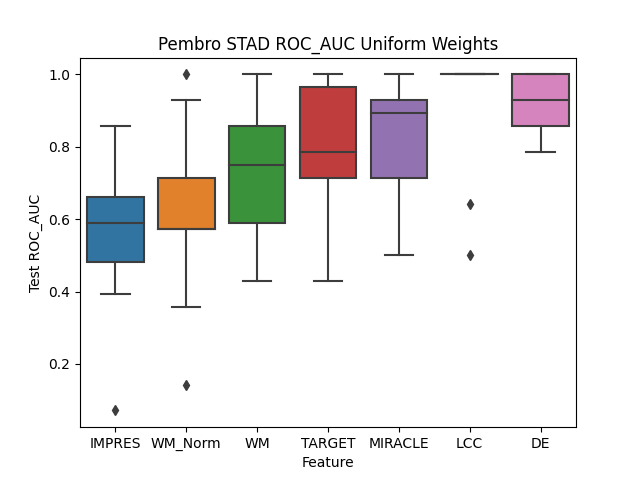 Pembro STAD ROC_AUC Uniform Weights
1.0
0.8
0.6
0.4
0.2
Test ROC_AUC
IMPRES WM_Norm WM TARGET MIRACLE LCC DE
Feature